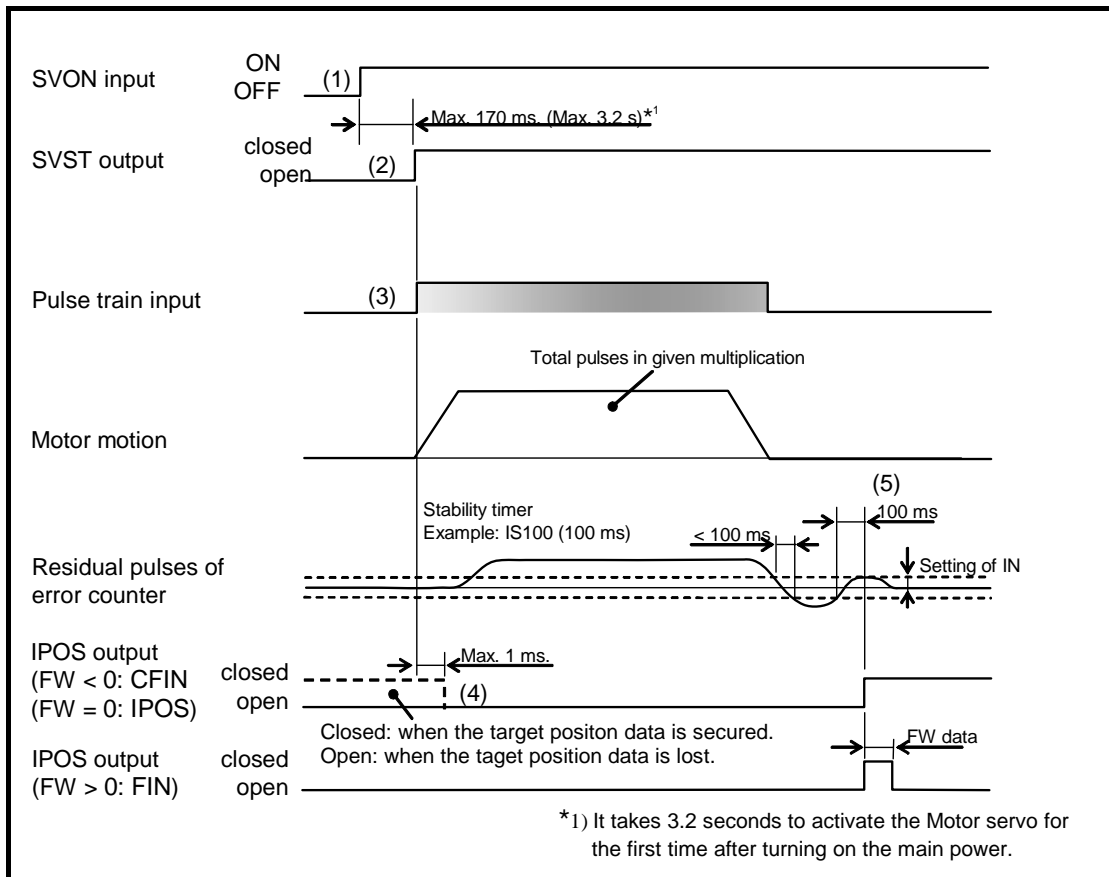 SVON input
ON
OFF
(1)
Max. 170 ms. (Max. 3.2 s)*1
SVST output
closed
open
(2)
Pulse train input
(3)
Total pulses in given multiplication
Motor motion
(5)
Stability timer
Example: IS100 (100 ms)
< 100 ms
100 ms
Residual pulses of
error counter
Setting of IN
IPOS output
(FW < 0: CFIN
(FW = 0: IPOS)
closed
open
Max. 1 ms.
(4)
Closed: when the target positon data is secured.
Open: when the taget position data is lost.
IPOS output
(FW > 0: FIN)
closed
open
FW data
*1) It takes 3.2 seconds to activate the Motor servo for
the first time after turning on the main power.